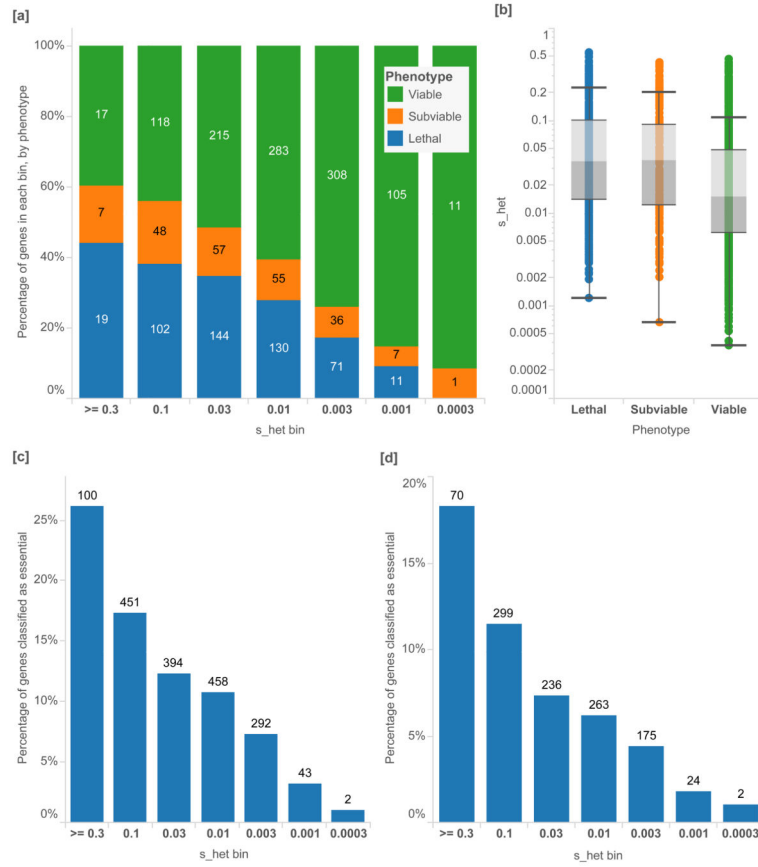 [a]
Percentage of genes in each bin, by phenotype
100%
80%
60%
40%
20%
0%
Phenotype
Viable
Subviable
Lethal
17 118 215 283 308 105 11
7 48 57 55 36 7 1
19 102 144 130 71 11
>= 0.3 0.1 0.03 0.01 0.003 0.001 0.0003
s_het bin
[b]
s_het
1
0.5
0.2
0.1
0.05
0.02
0.01
0.005
0.002
0.001
0.0005
0.0002
0.0001
Lethal Subviable Viable
Phenotype
[c]
Percentage of genes classified as essential
25%
20%
15%
10%
5%
0%
100 451 394 458 292 43 2
>= 0.3 0.1 0.03 0.01 0.003 0.001 0.0003
s_het bin
[d]
Percentage of genes classified as essential
20%
15%
10%
5%
0%
70 299 236 263 175 24 2
>= 0.3 0.1 0.03 0.01 0.003 0.001 0.0003
s_het bin